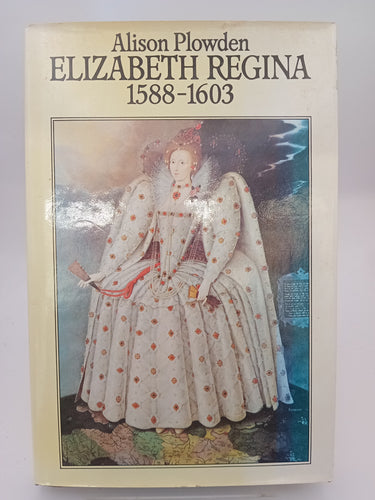 Alison Plowden
ELIZABETH REGINA
1588-1603